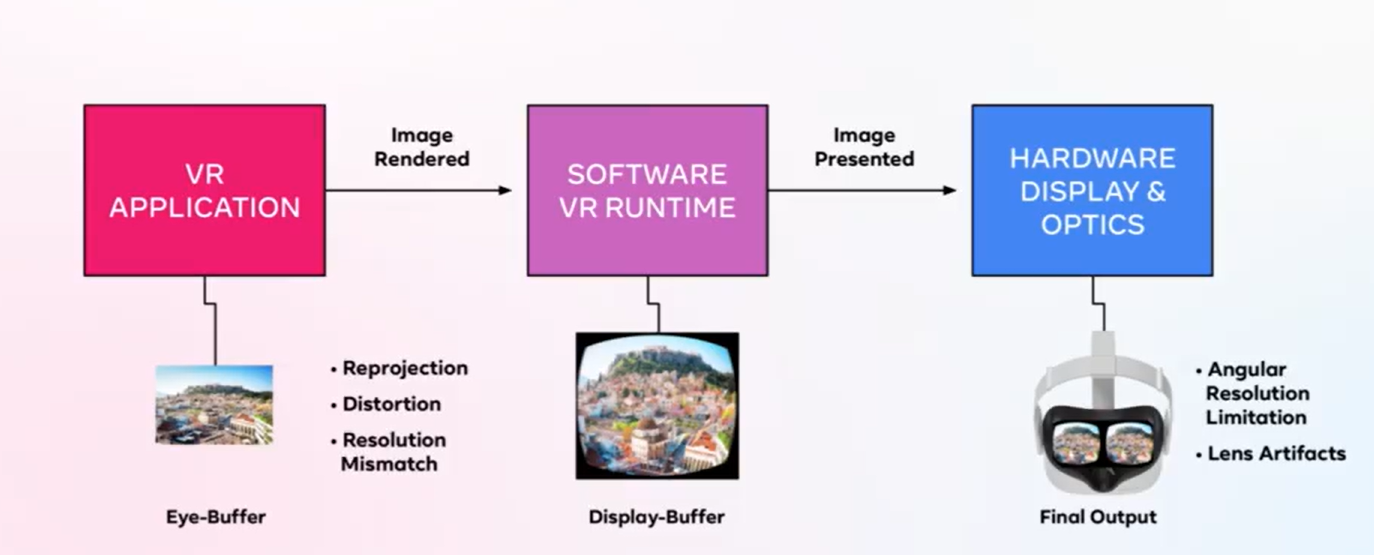 VR
APPLICATION
Image
Rendered
SOFTWARE
VR RUNTIME
Image
Presented
HARDWARE
DISPLAY &
OPTICS
• Reprojection
• Distortion
• Resolution
Mismatch
• Angular
Resolution
Limitation
• Lens Artifacts
Eye-Buffer
Display-Buffer
Final Output